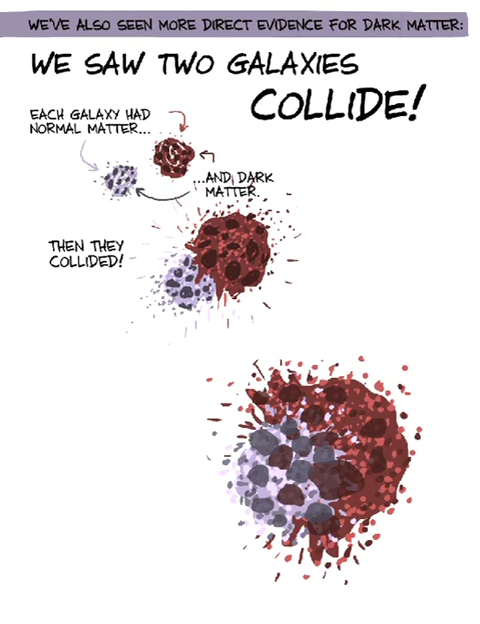 WE'VE ALSO SEEN MORE DIRECT EVIDENCE FOR DARK MATTER:
WE SAW TWO GALAXIES
COLLIDE!
EACH GALAXY HAD
NORMAL MATTER...
...AND DARK
MATTER.
THEN THEY
COLLIDED!